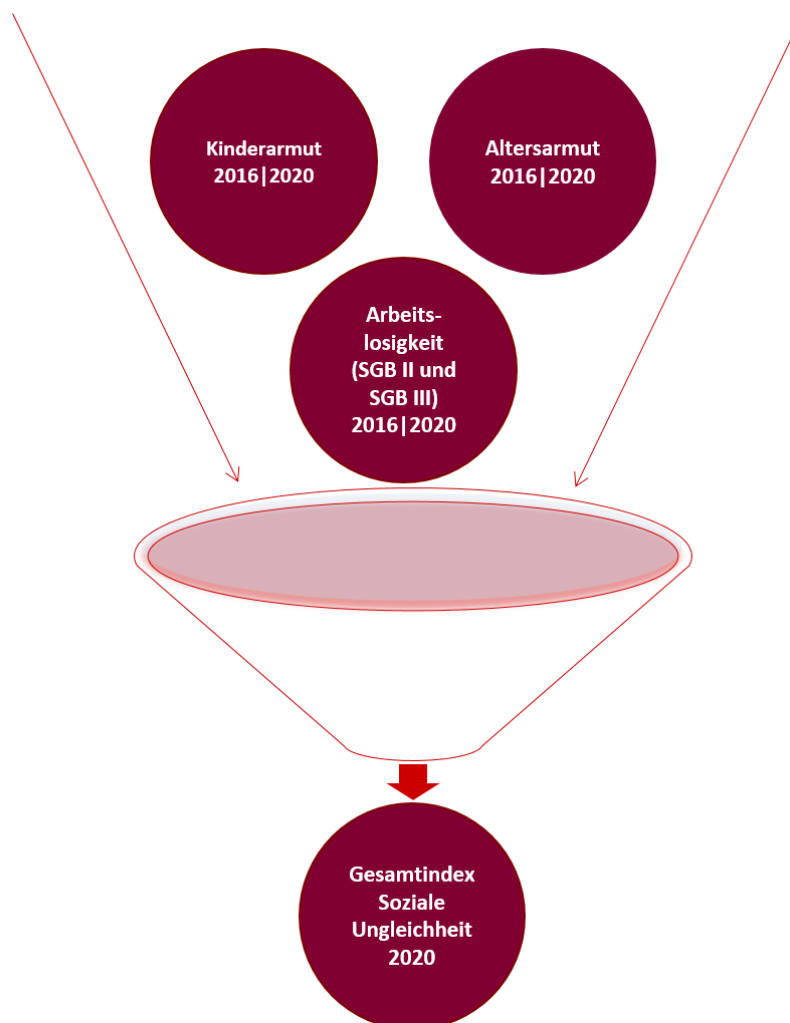 Kinderarmut
2016|2020
Altersarmut
2016|2020
Arbeits-
losigkeit
(SGB II und
SGB III)
2016|2020
Gesamtindex
Soziale
Ungleichheit
2020